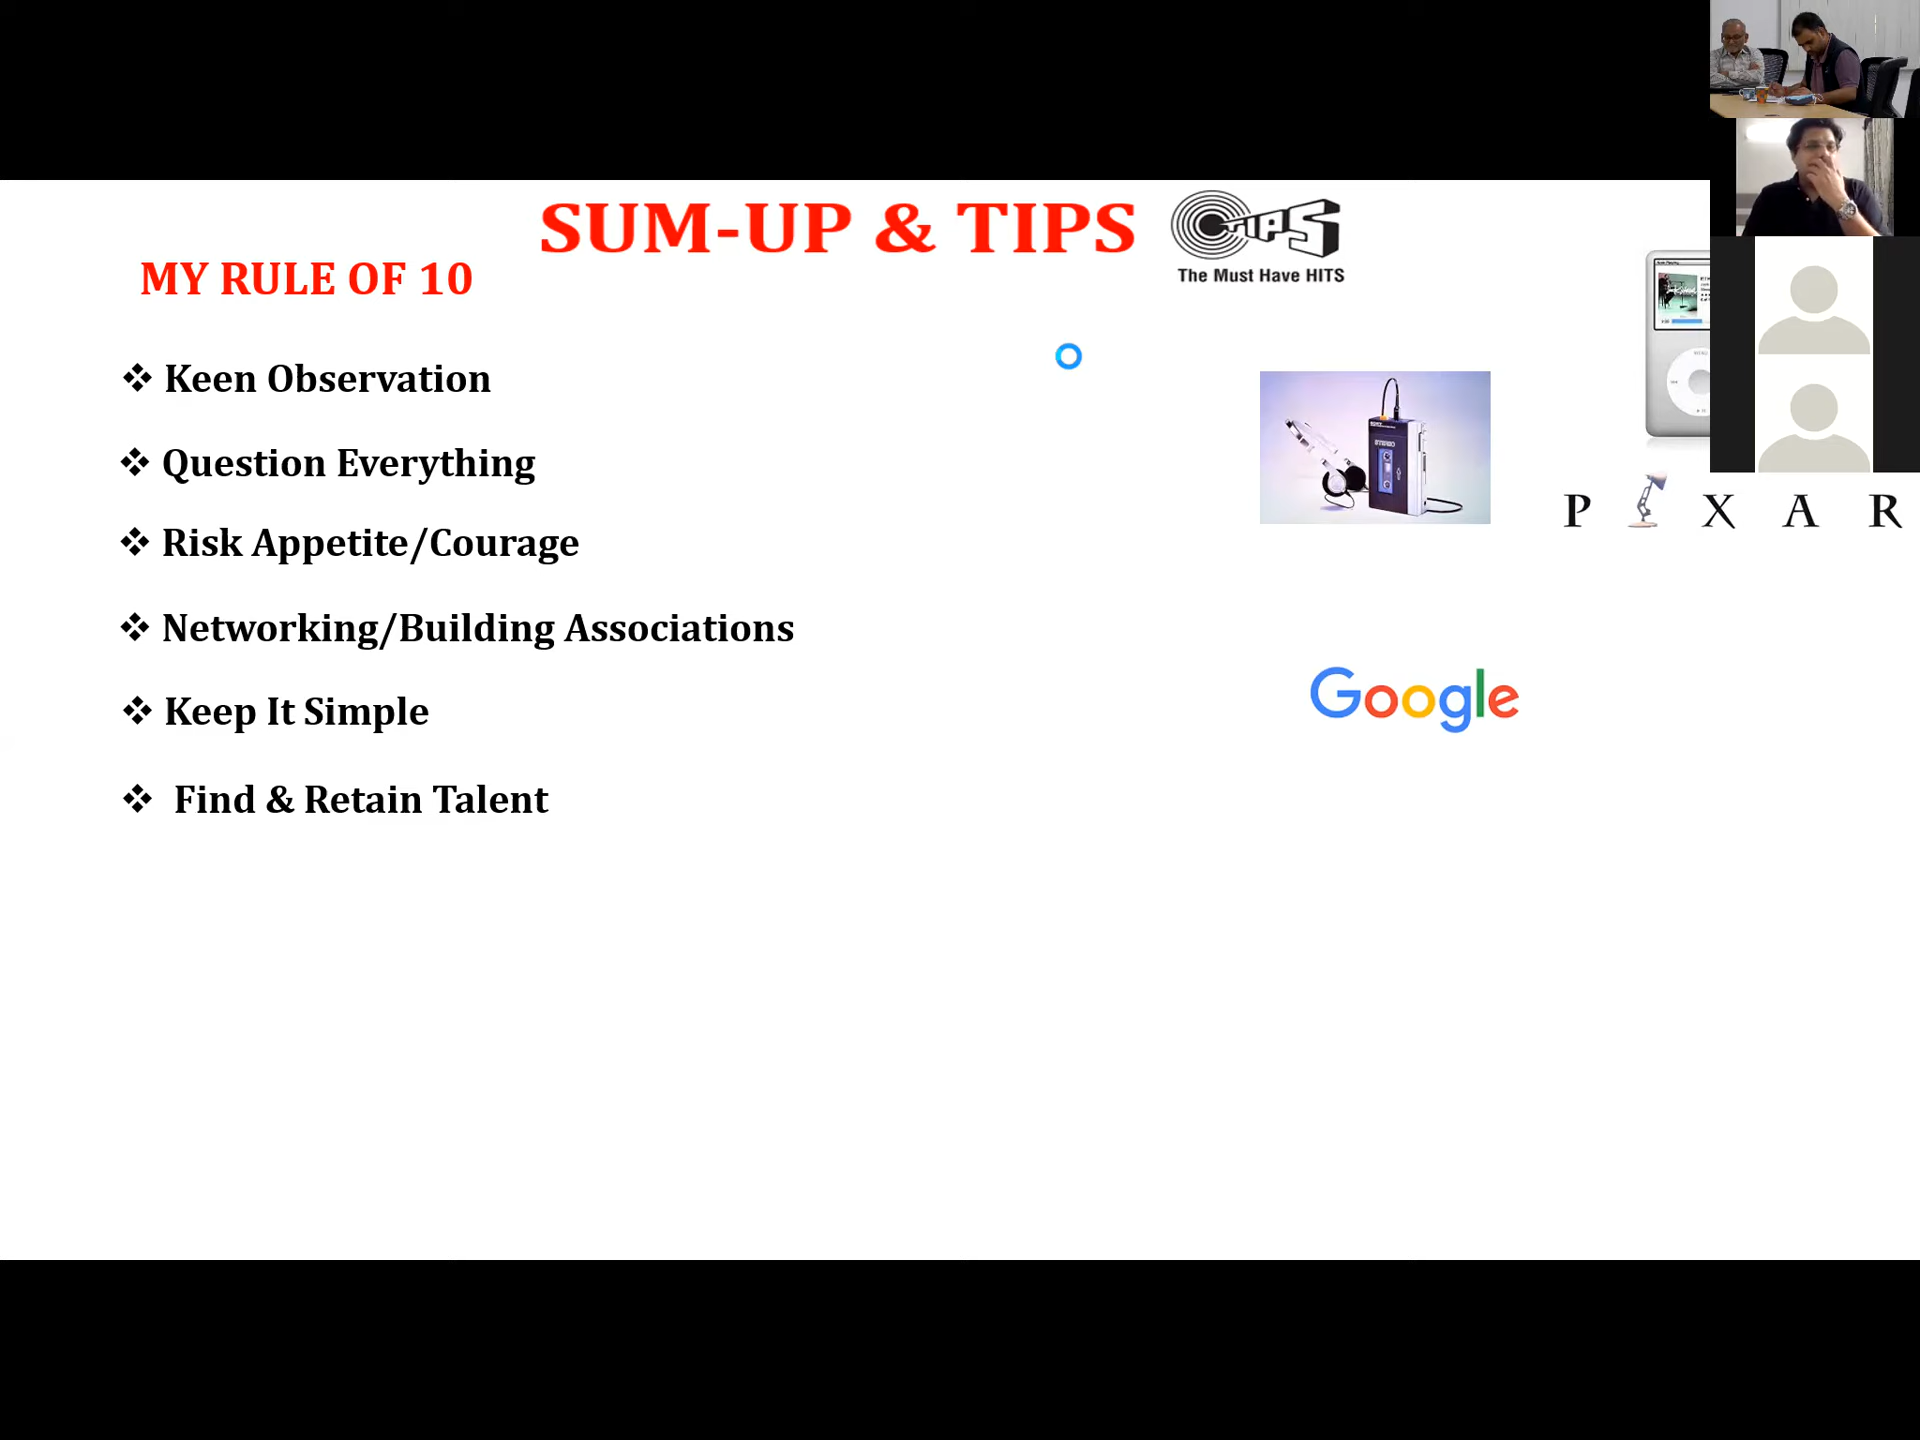 SUM-UP & TIPS
TIPS
The Must Have HITS
MY RULE OF 10
❖ Keen Observation
❖ Question Everything
❖ Risk Appetite/Courage
❖ Networking/Building Associations
❖ Keep It Simple
❖ Find & Retain Talent
P X A R
Google